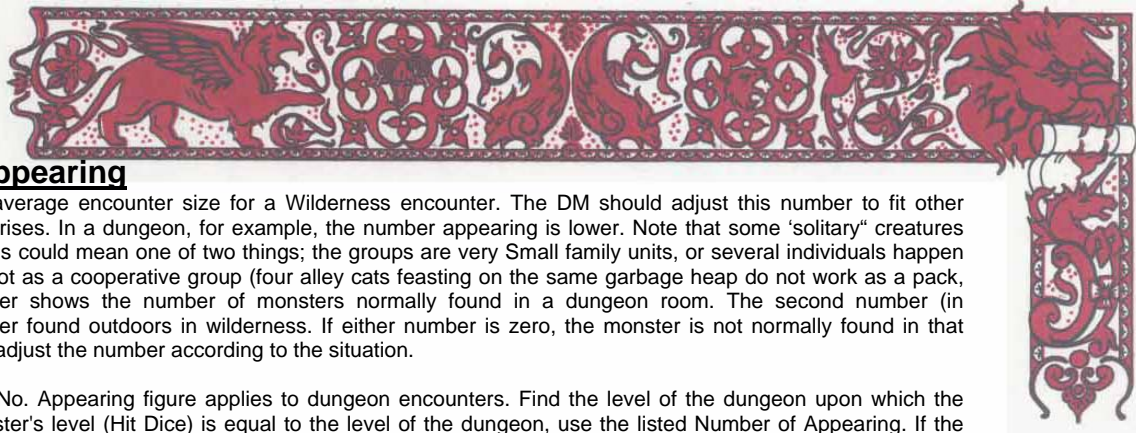 ppearing
average encounter size for a Wilderness encounter. The DM should adjust this number to fit other
rises. In a dungeon, for example, the number appearing is lower. Note that some ‘solitary“ creatures
s could mean one of two things; the groups are very Small family units, or several individuals happen
ot as a cooperative group (four alley cats feasting on the same garbage heap do not work as a pack,
er shows the number of monsters normally found in a dungeon room. The second number (in
er found outdoors in wilderness. If either number is zero, the monster is not normally found in that
adjust the number according to the situation.
No. Appearing figure applies to dungeon encounters. Find the level of the dungeon upon which the
ster's level (Hit Dice) is equal to the level of the dungeon, use the listed Number of Appearing. If the